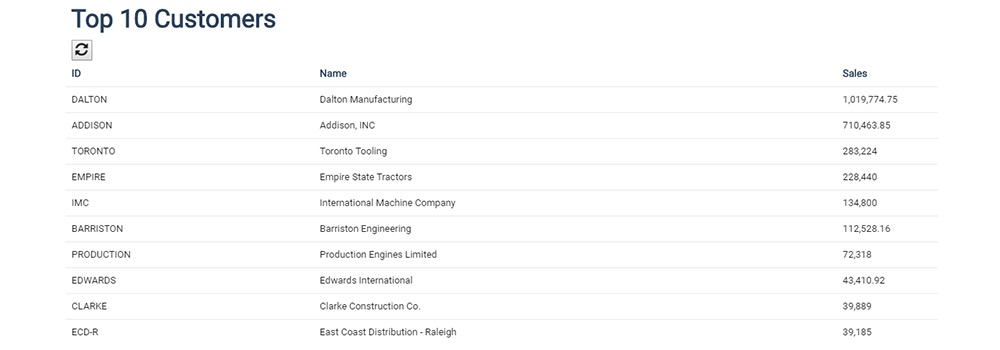 Top 10 Customers
ID Name Sales
DALTON Dalton Manufacturing 1,019,774.75
ADDISON Addison, INC 710,463.85
TORONTO Toronto Tooling 283,224
EMPIRE Empire State Tractors 228,440
IMC International Machine Company 134,800
BARRISTON Barriston Engineering 112,528.16
PRODUCTION Production Engines Limited 72,318
EDWARDS Edwards International 43,410.92
CLARKE Clarke Construction Co. 39,889
ECD-R East Coast Distribution - Raleigh 39,185